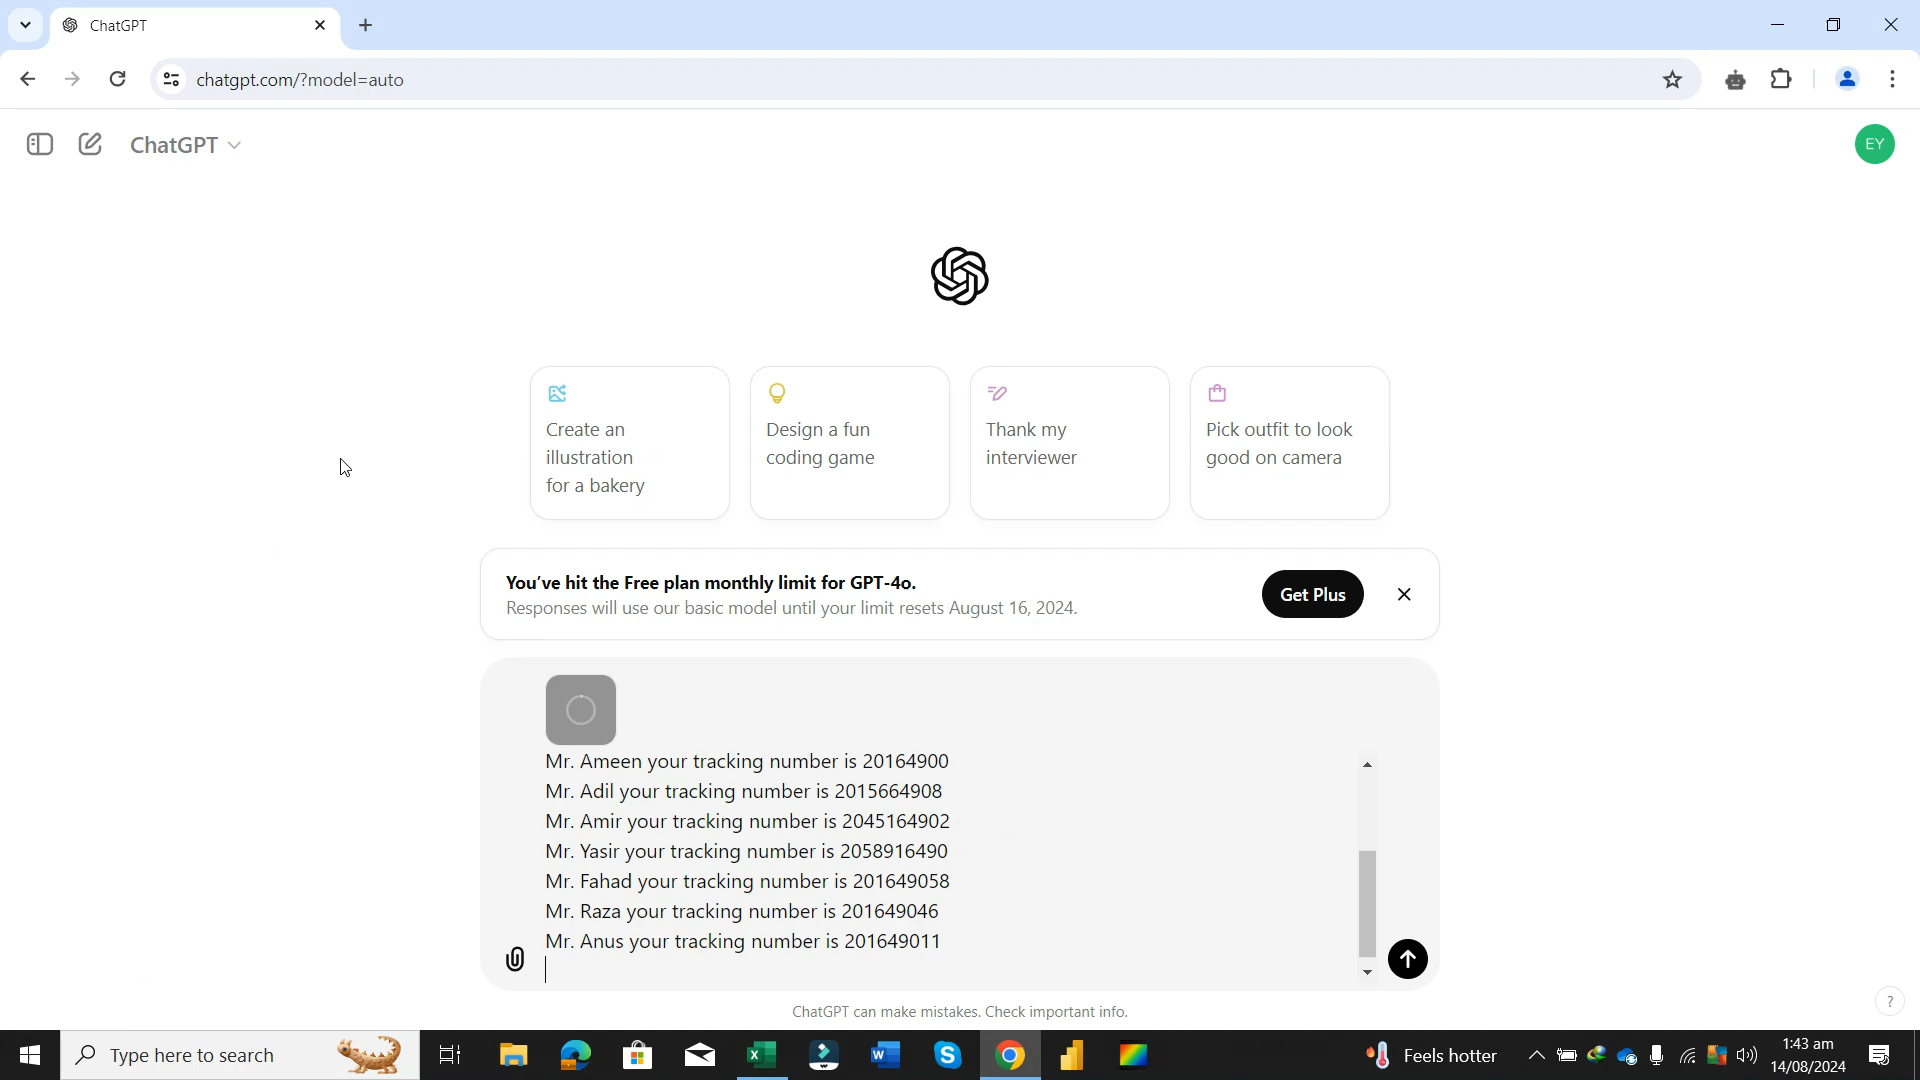 ChatGPT
chatgpt.com/?model=auto
ChatGPT
EY
Create an
illustration
for a bakery
Design a fun
coding game
Thank my
interviewer
Pick outfit to look
good on camera
You've hit the Free plan monthly limit for GPT-4o.
Responses will use our basic model until your limit resets August 16, 2024.
Get Plus
Mr. Ameen your tracking number is 20164900
Mr. Adil your tracking number is 2015664908
Mr. Amir your tracking number is 2045164902
Mr. Yasir your tracking number is 2058916490
Mr. Fahad your tracking number is 201649058
Mr. Raza your tracking number is 201649046
Mr. Anus your tracking number is 201649011
ChatGPT can make mistakes. Check important info.
?
Type here to search
Feels hotter
1:43 am
14/08/2024